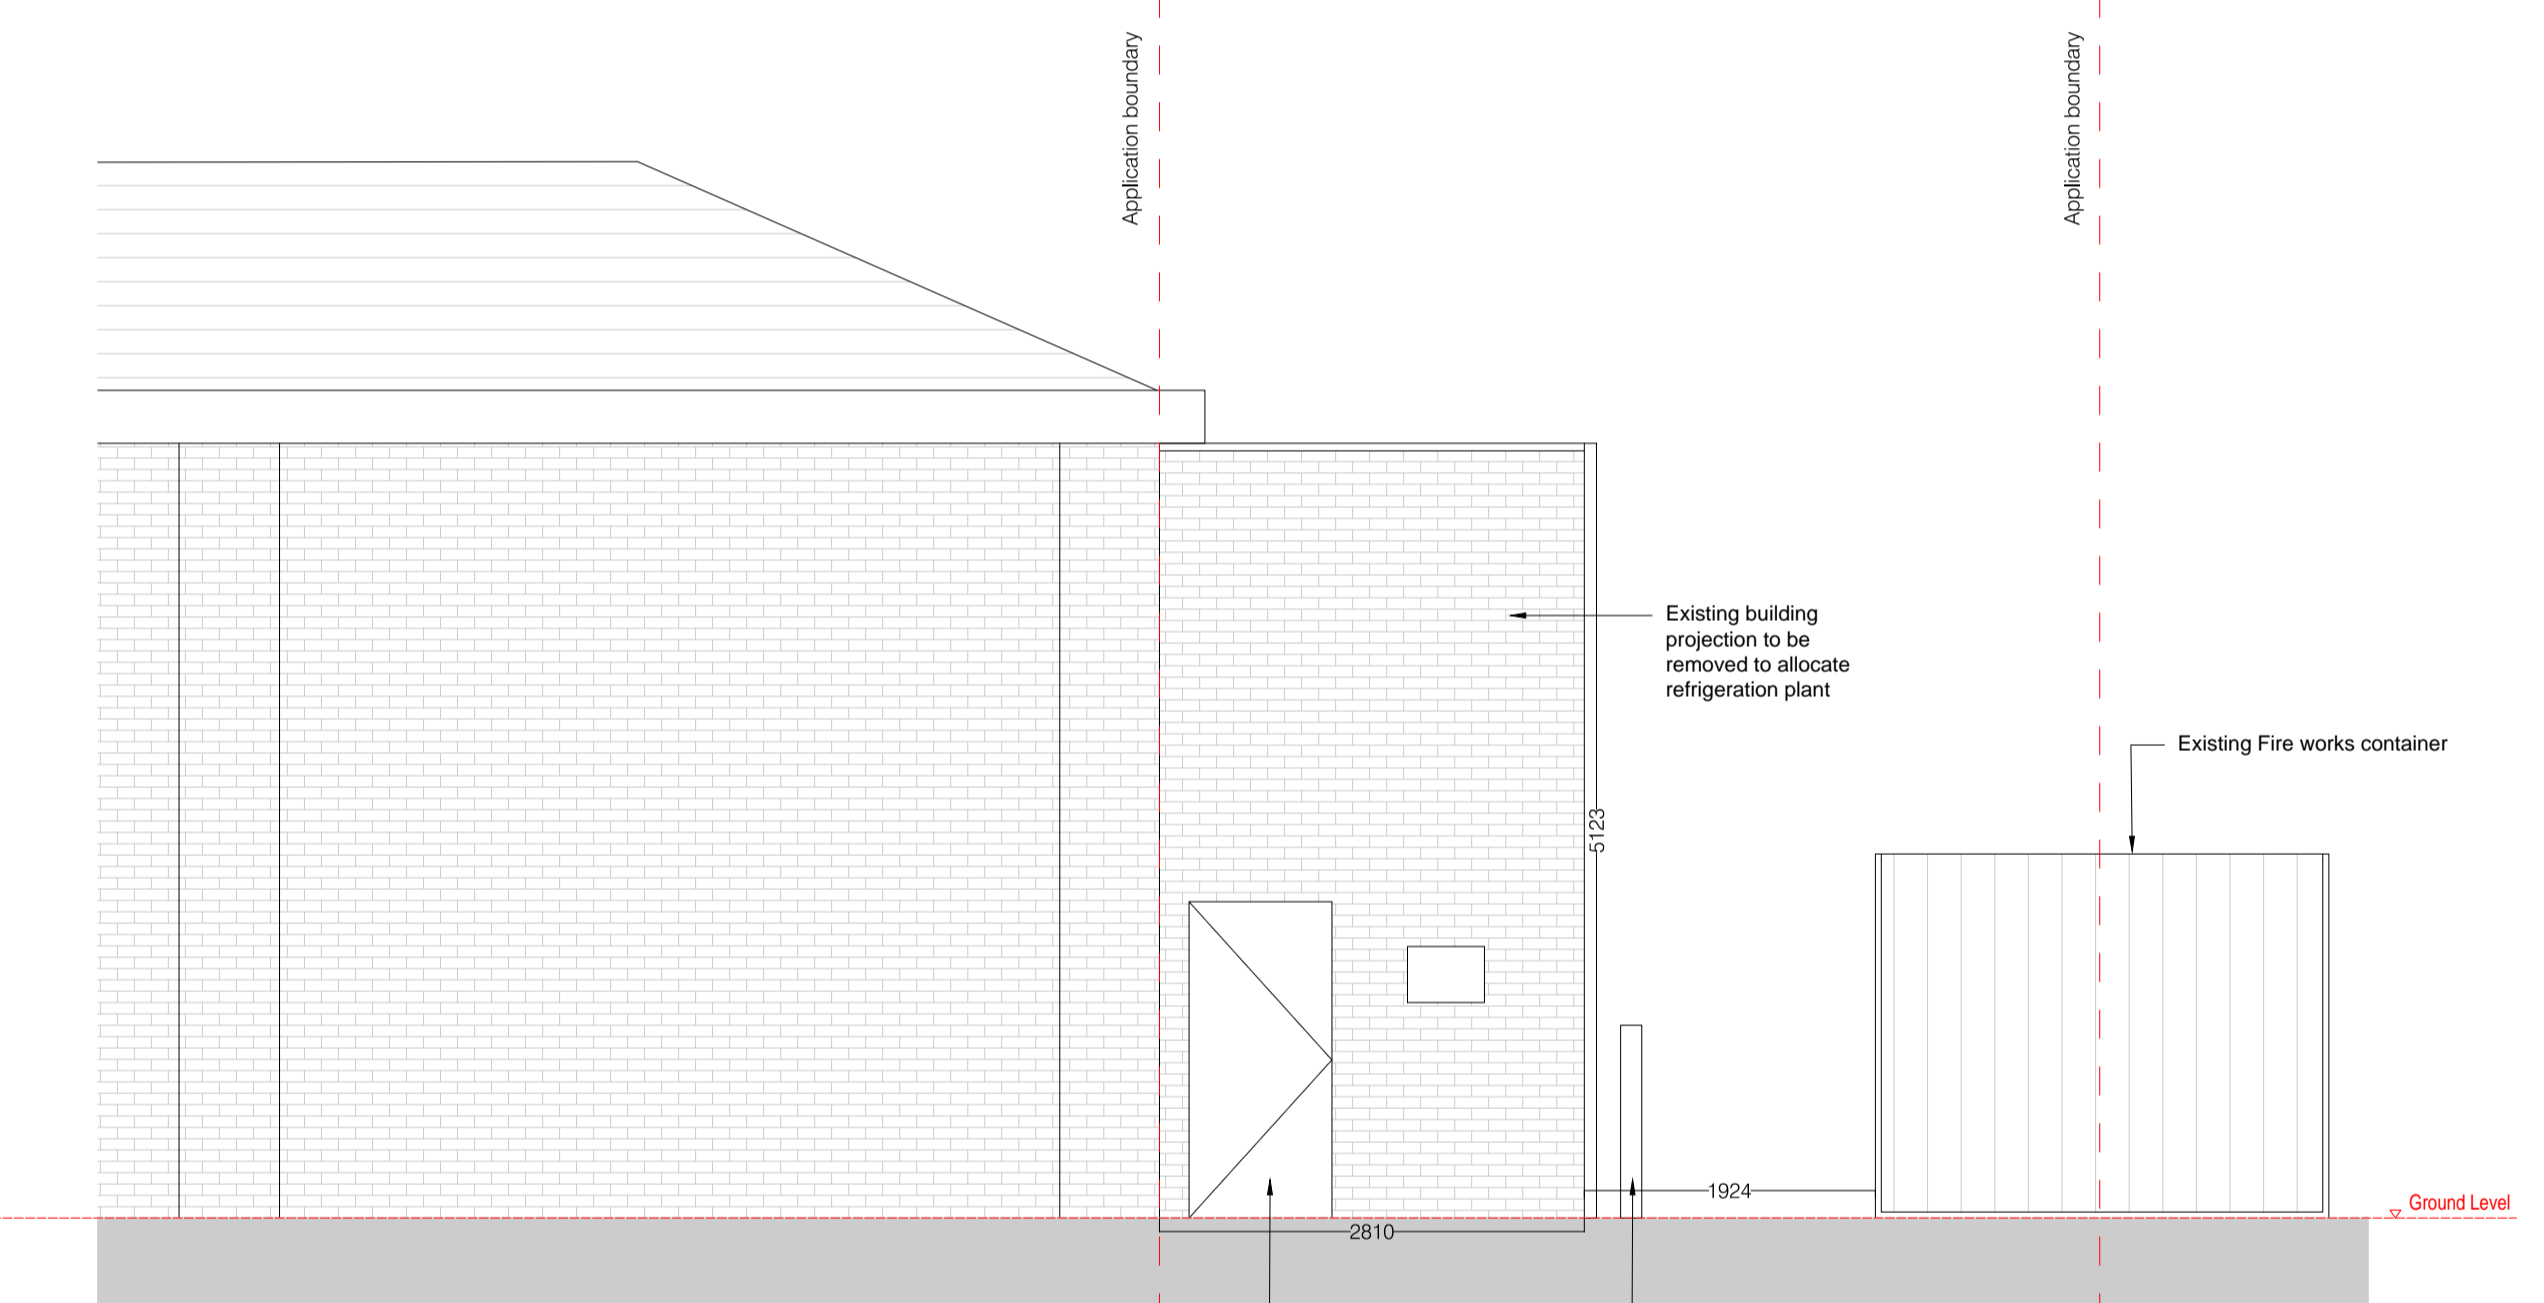 Application boundary
Application boundary
Existing building
projection to be
removed to allocate
refrigeration plant
Existing Fire works container
5123
1924
Ground Level
2810